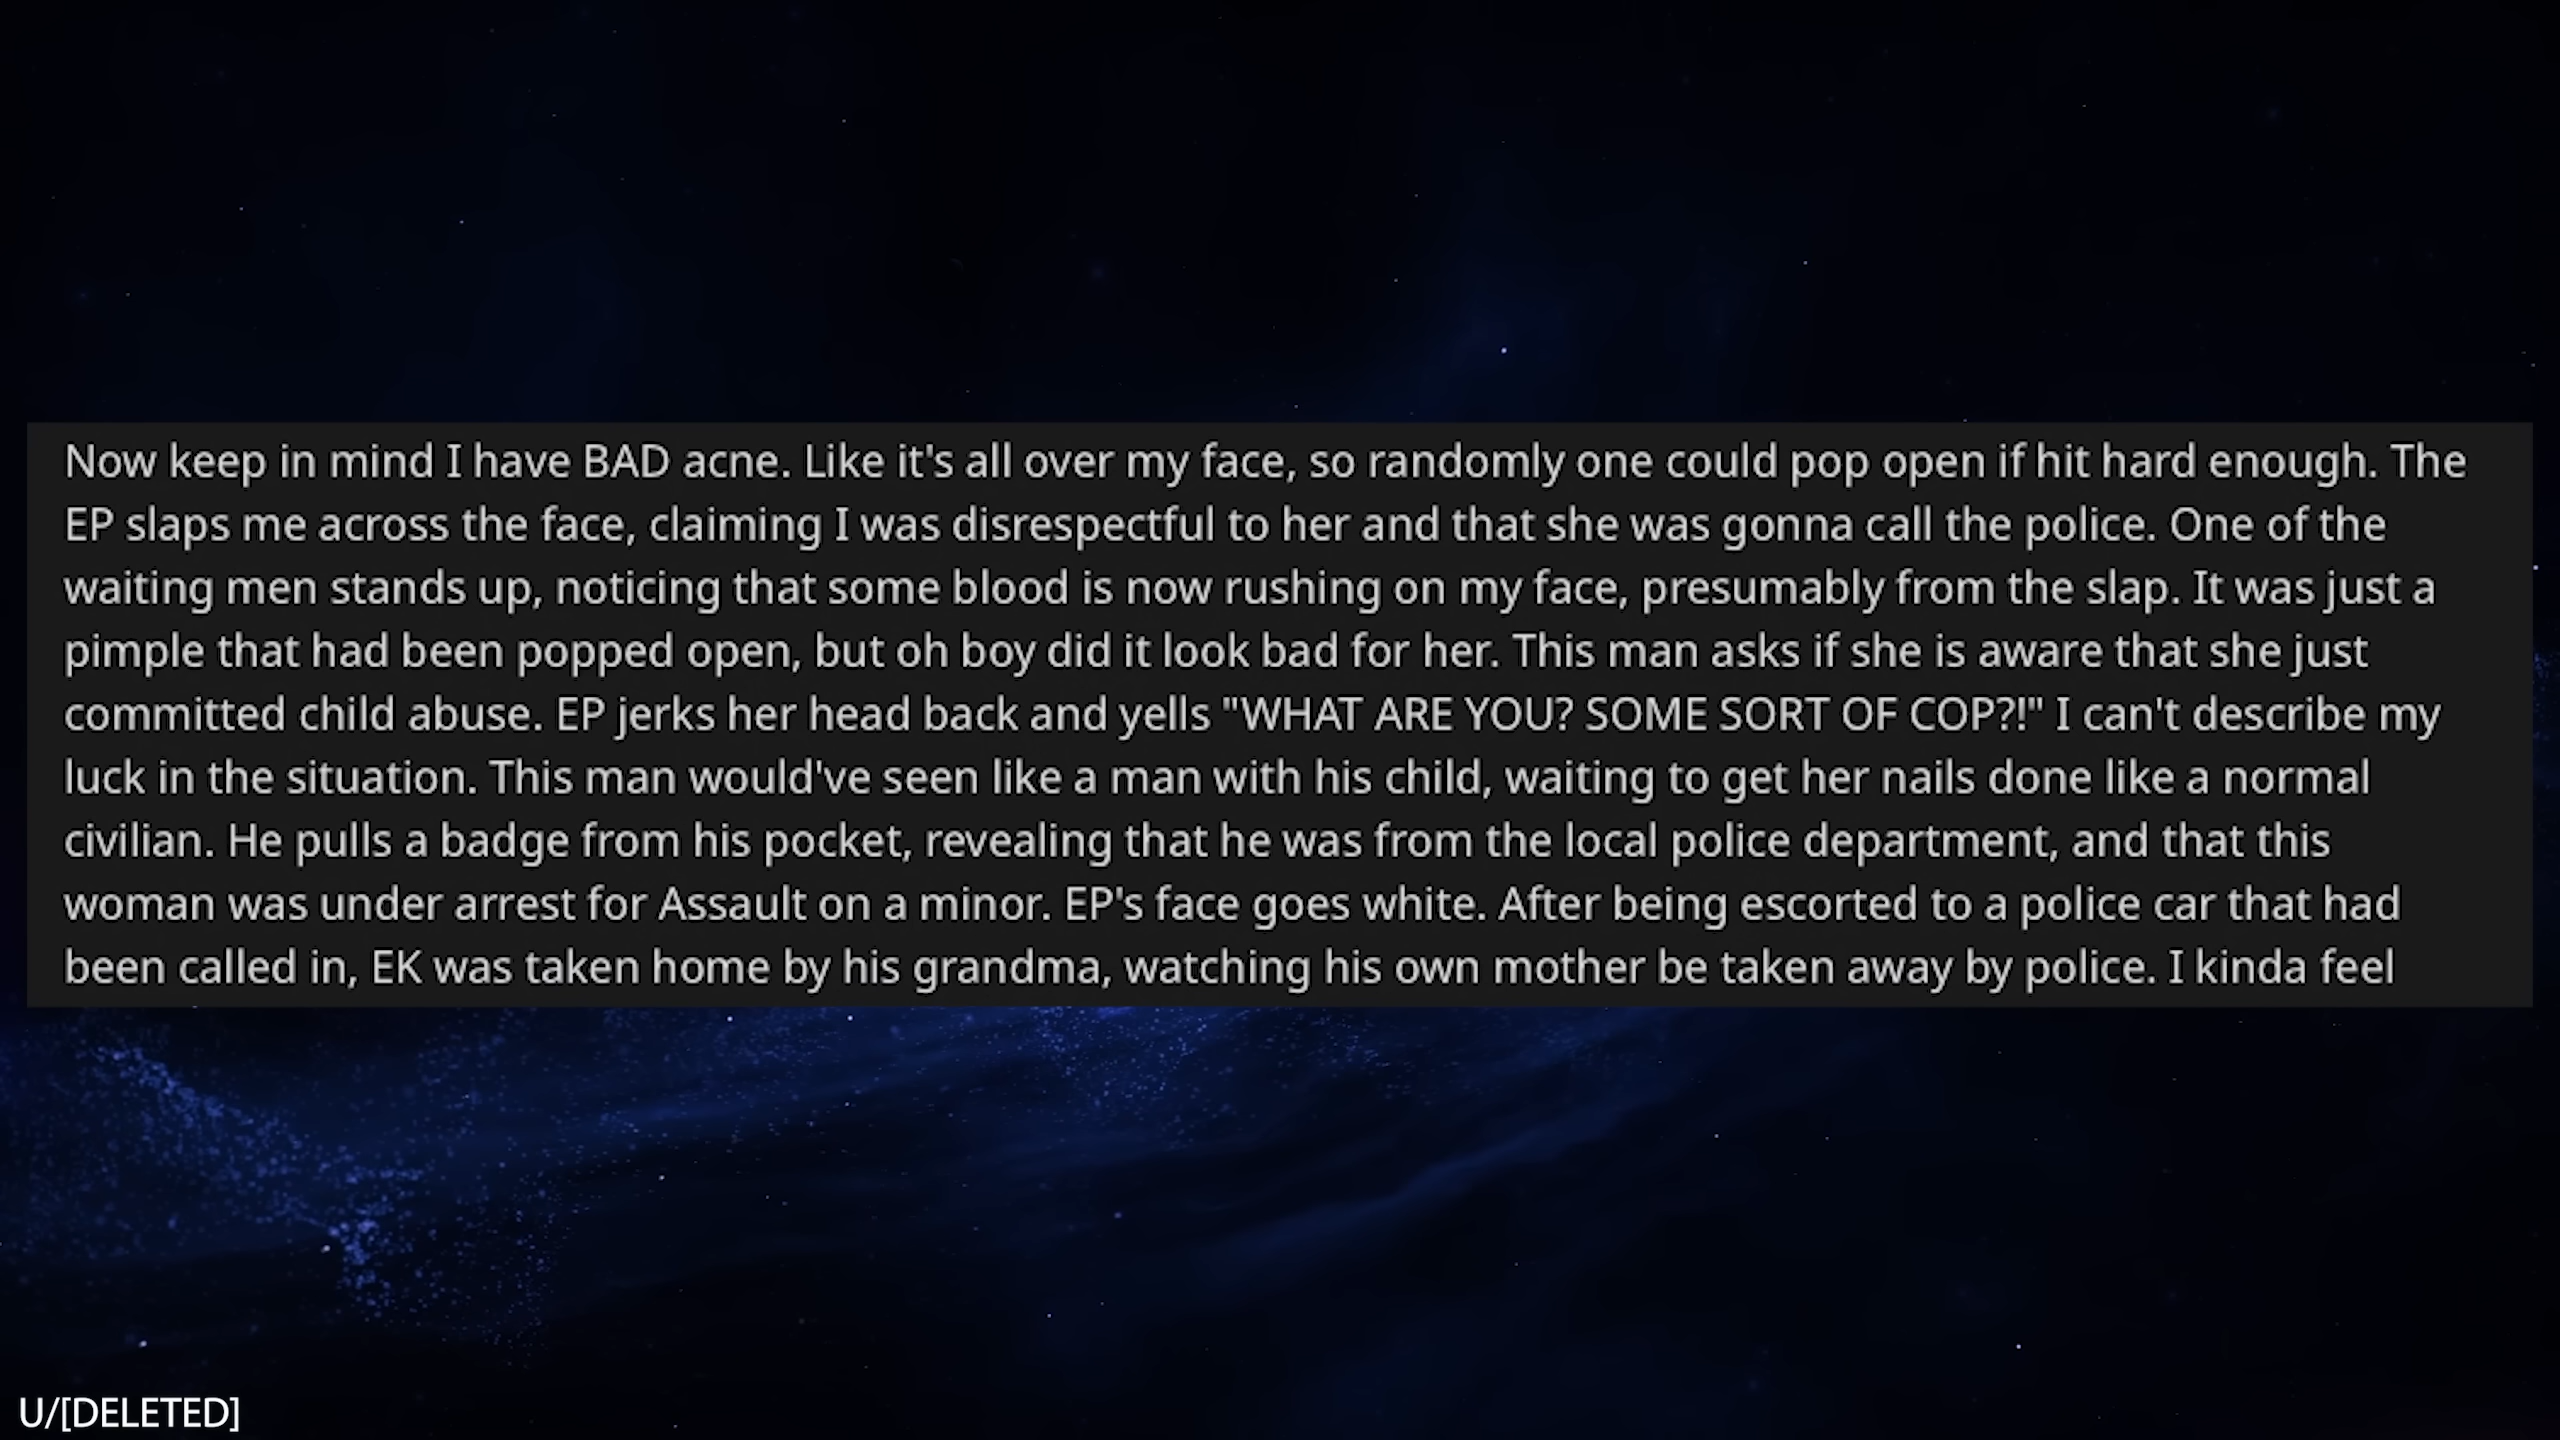 Now keep in mind I have BAD acne. Like it's all over my face, so randomly one could pop open if hit hard enough. The
EP slaps me across the face, claiming I was disrespectful to her and that she was gonna call the police. One of the
waiting men stands up, noticing that some blood is now rushing on my face, presumably from the slap. It was just a
pimple that had been popped open, but oh boy did it look bad for her. This man asks if she is aware that she just
committed child abuse. EP jerks her head back and yells "WHAT ARE YOU? SOME SORT OF COP?!" I can't describe my
luck in the situation. This man would've seen like a man with his child, waiting to get her nails done like a normal
civilian. He pulls a badge from his pocket, revealing that he was from the local police department, and that this
woman was under arrest for Assault on a minor. EP's face goes white. After being escorted to a police car that had
been called in, EK was taken home by his grandma, watching his own mother be taken away by police. I kinda feel
U/[DELETED]